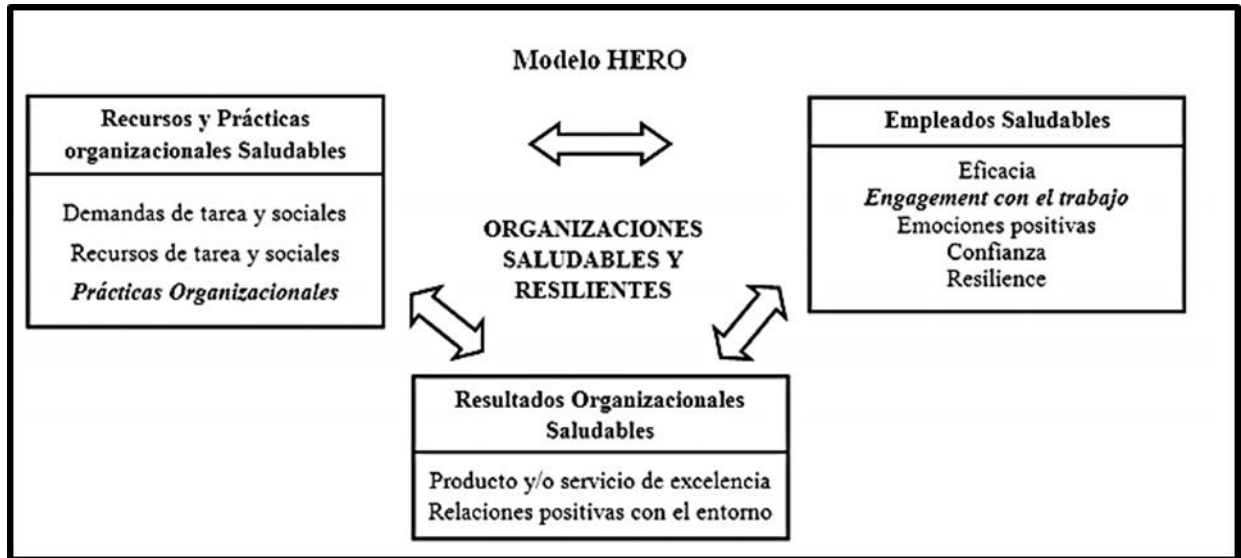 Modelo HERO
Recursos y Prácticas
organizacionales Saludables
Demandas de tarea y sociales
Recursos de tarea y sociales
Prácticas Organizacionales
ORGANIZACIONES
SALUDABLES Y
RESILIENTES
Empleados Saludables
Eficacia
Engagement con el trabajo
Emociones positivas
Confianza
Resilience
Resultados Organizacionales
Saludables
Producto y/o servicio de excelencia
Relaciones positivas con el entorno